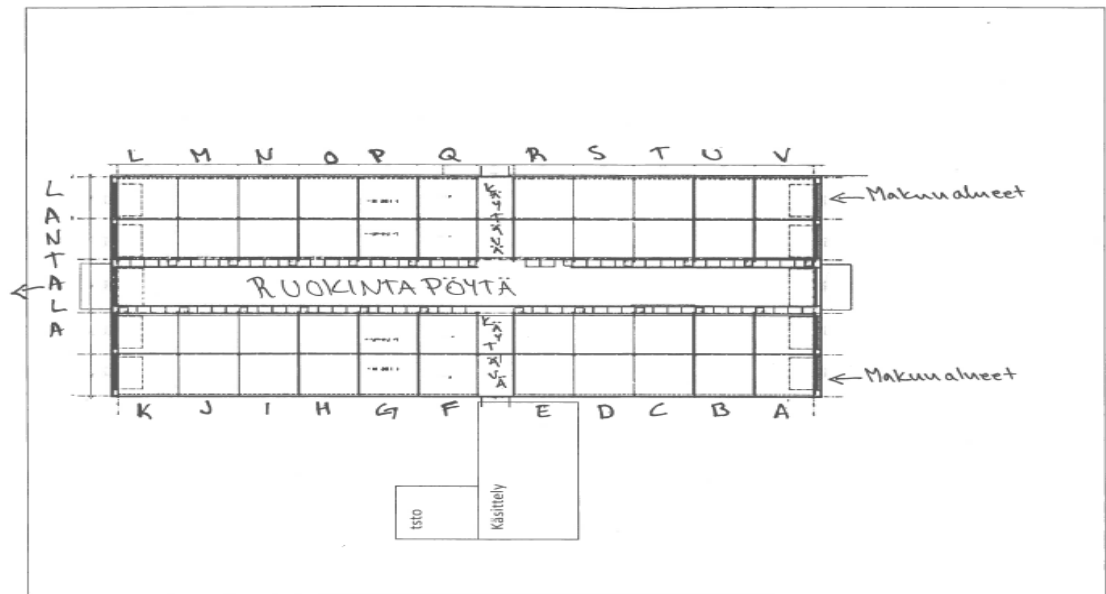 L M N O P Q R S T U V
LANTALA
KÄYTÄVÄ
← Makuualueet
RUOKINTAPÖYTÄ
KÄYTÄVÄ
← Makuualueet
K J I H G F E D C B A
tsto
Käsittely